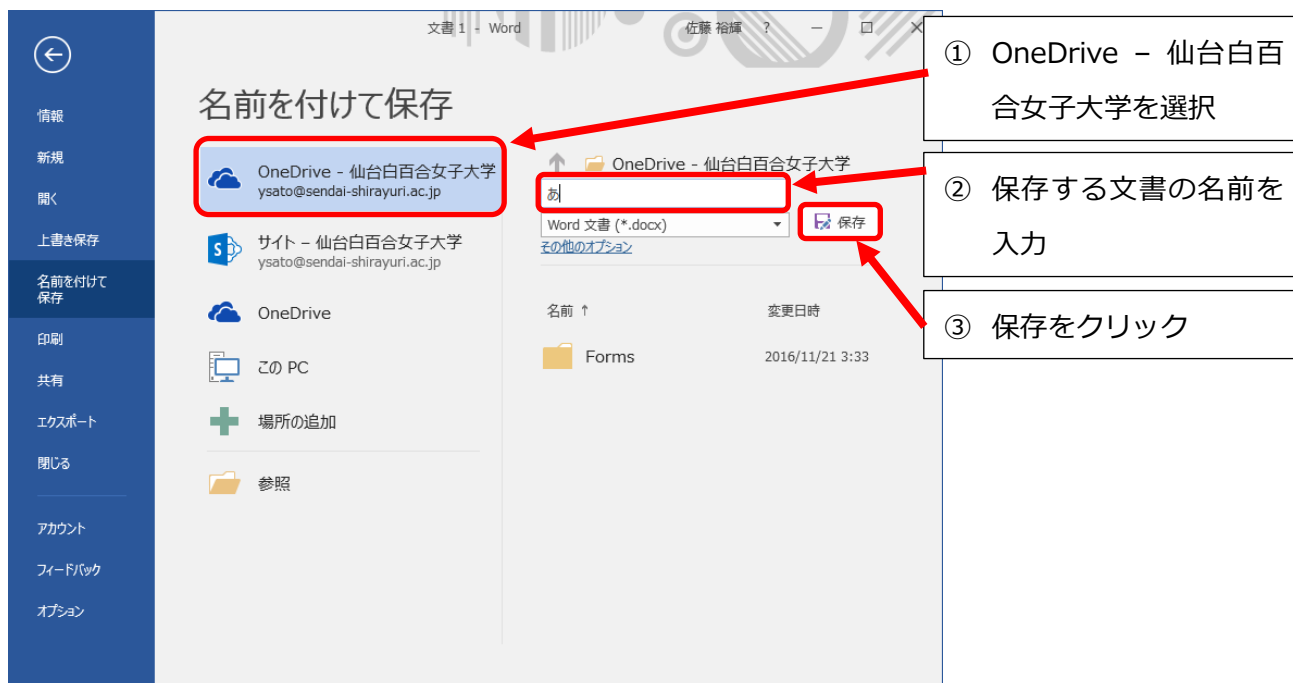 文書 1 - Word
佐藤 裕輝
?
情報
新規
開く
上書き保存
名前を付けて
保存
印刷
共有
エクスポート
閉じる
アカウント
フィードバック
オプション
名前を付けて保存
OneDrive - 仙台白百合女子大学
ysato@sendai-shirayuri.ac.jp
サイト – 仙台白百合女子大学
ysato@sendai-shirayuri.ac.jp
OneDrive
この PC
場所の追加
参照
OneDrive - 仙台白百合女子大学
あ
Word 文書 (*.docx)
保存
その他のオプション
名前 ↑
変更日時
Forms
2016/11/21 3:33
① OneDrive – 仙台白百
合女子大学を選択
② 保存する文書の名前を
入力
③ 保存をクリック